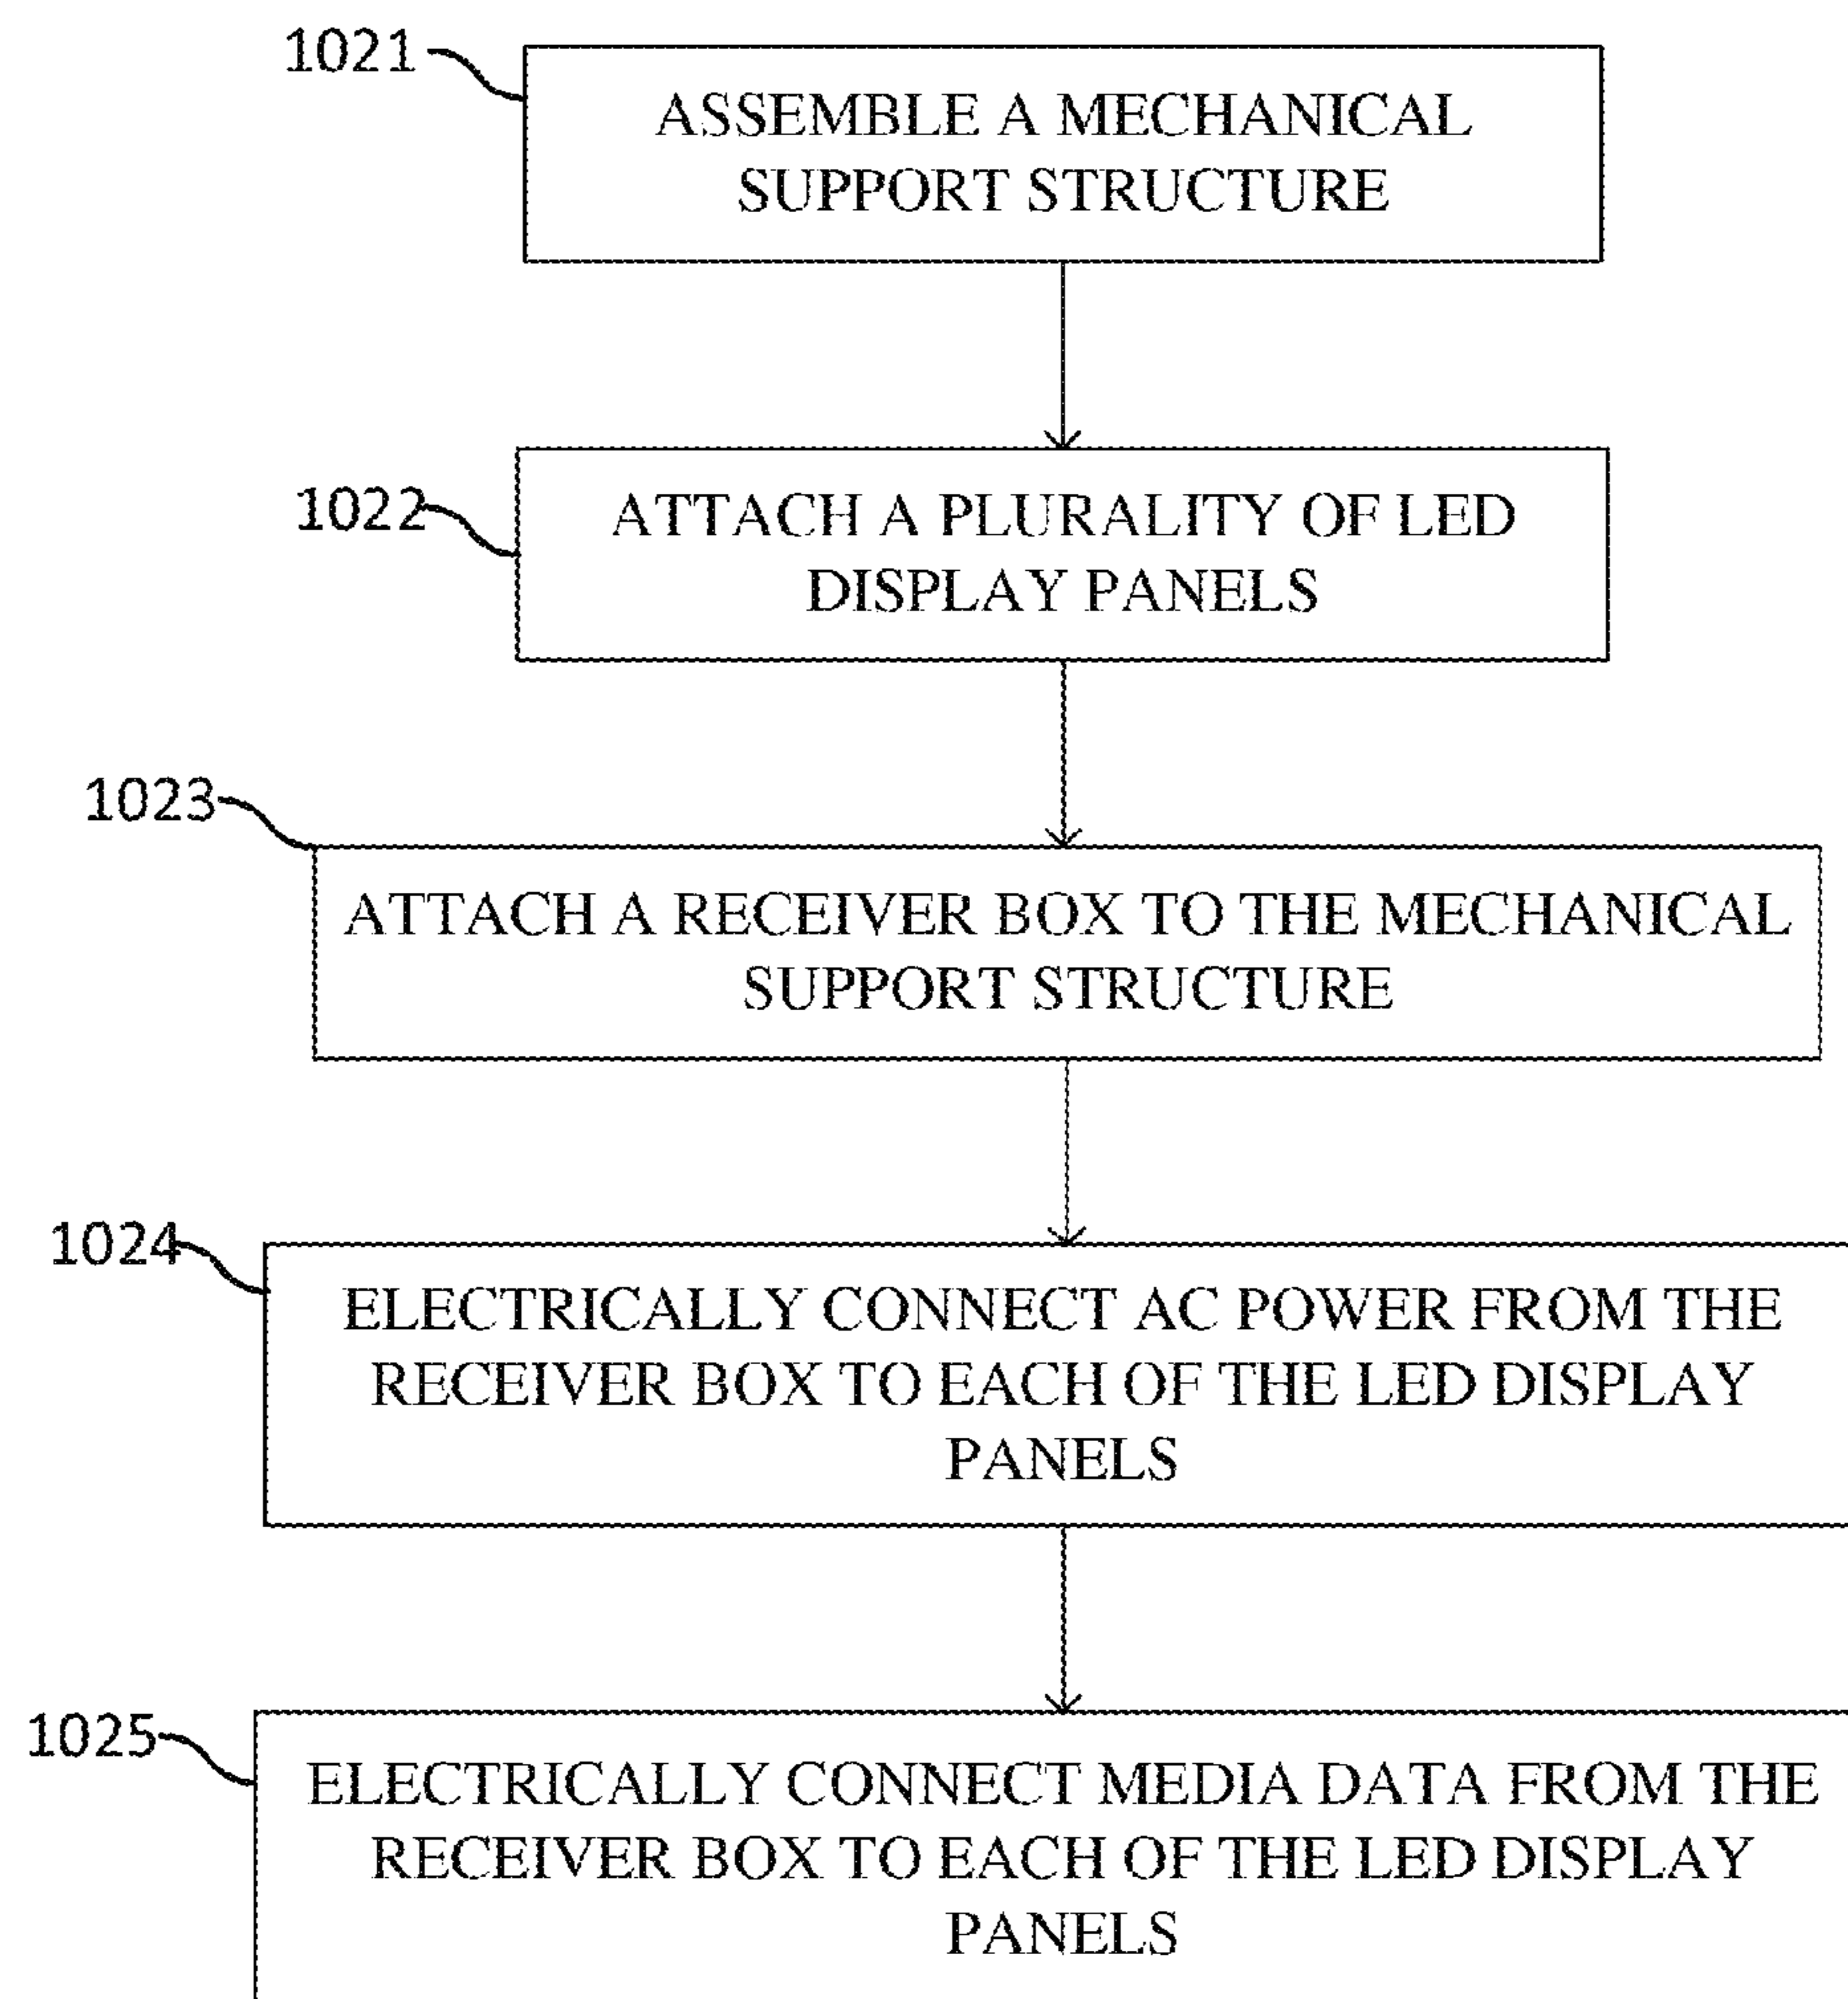 1021
ASSEMBLE A MECHANICAL
SUPPORT STRUCTURE
1022
ATTACH A PLURALITY OF LED
DISPLAY PANELS
1023
ATTACH A RECEIVER BOX TO THE MECHANICAL
SUPPORT STRUCTURE
1024
ELECTRICALLY CONNECT AC POWER FROM THE
RECEIVER BOX TO EACH OF THE LED DISPLAY
PANELS
1025
ELECTRICALLY CONNECT MEDIA DATA FROM THE
RECEIVER BOX TO EACH OF THE LED DISPLAY
PANELS